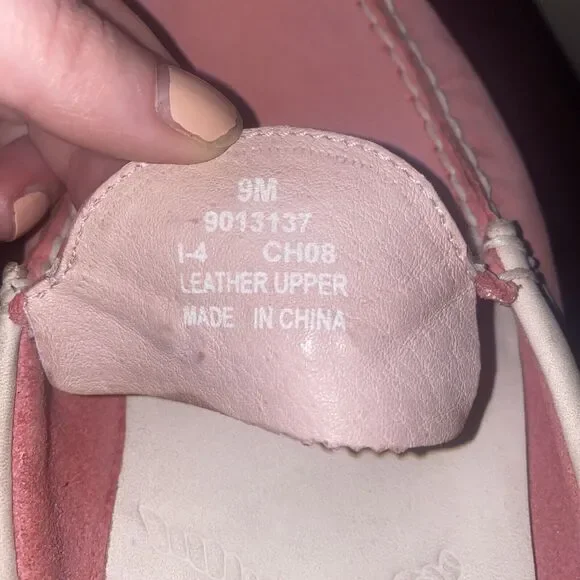 9M
9013137
I-4 CH08
LEATHER UPPER
MADE IN CHINA